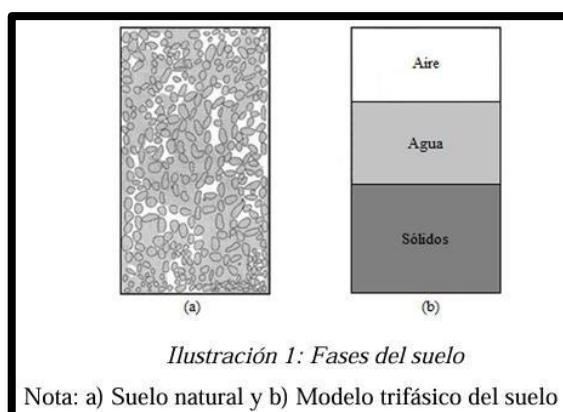 Aire
Agua
Sólidos
(a)
(b)
Ilustración 1: Fases del suelo
Nota: a) Suelo natural y b) Modelo trifásico del suelo